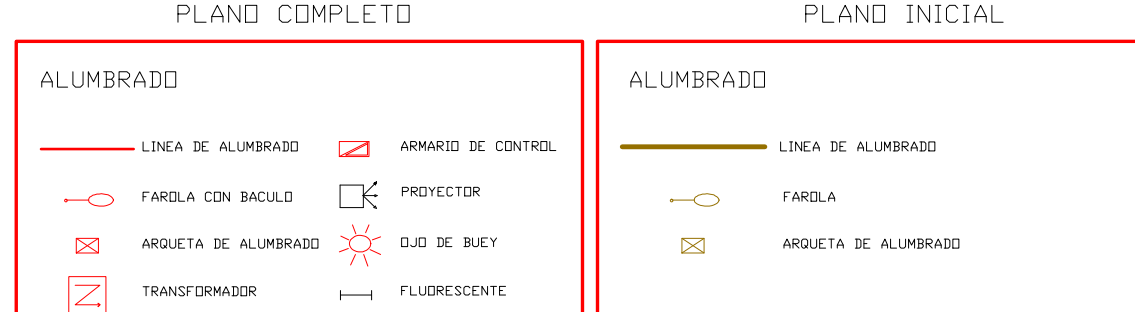 PLANO COMPLETO
PLANO INICIAL
ALUMBRADO
LINEA DE ALUMBRADO
FAROLA CON BACULO
ARQUETA DE ALUMBRADO
TRANSFORMADOR
ARMARIO DE CONTROL
PROYECTOR
OJO DE BUEY
FLUORESCENTE
ALUMBRADO
LINEA DE ALUMBRADO
FAROLA
ARQUETA DE ALUMBRADO